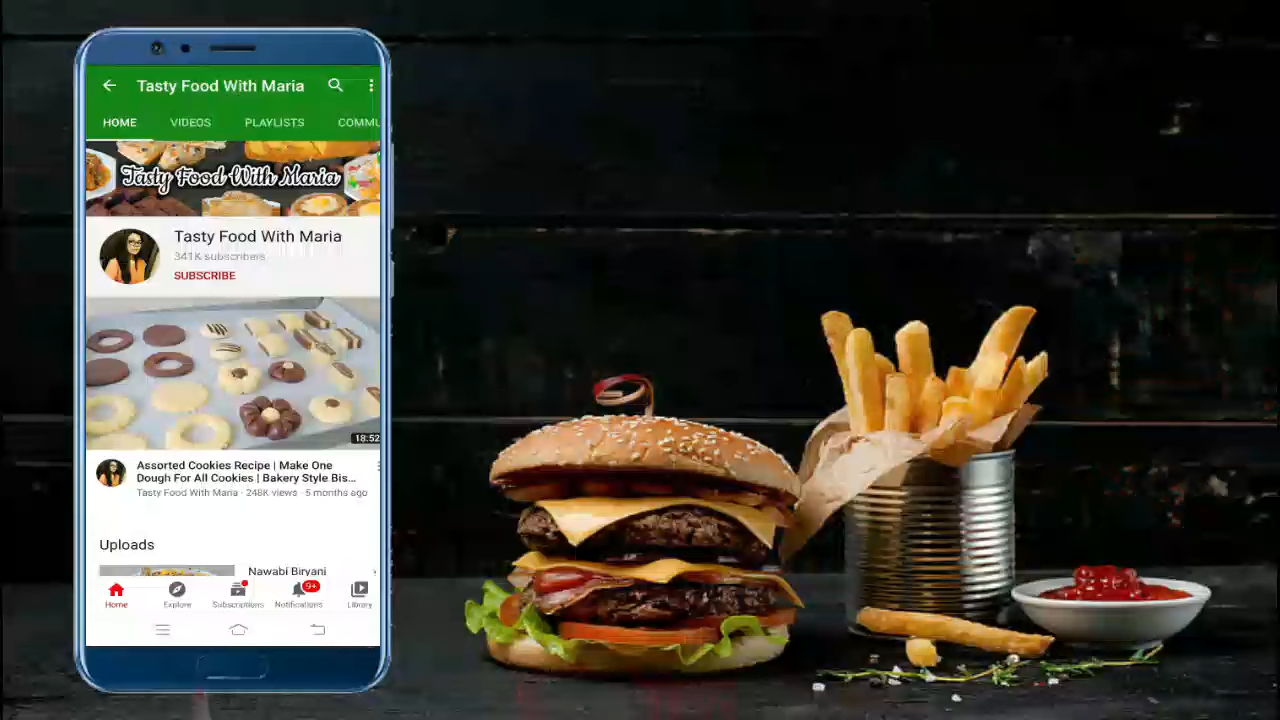 Tasty Food With Maria
HOME VIDEOS PLAYLISTS COMMU
Tasty Food With Maria
Tasty Food With Maria
341K subscribers
SUBSCRIBE
18:52
Assorted Cookies Recipe | Make One
Dough For All Cookies | Bakery Style Bis...
Tasty Food With Maria · 248K views · 5 months ago
Uploads
Nawabi Biryani
9+
Home Explore Subscriptions Notifications Library